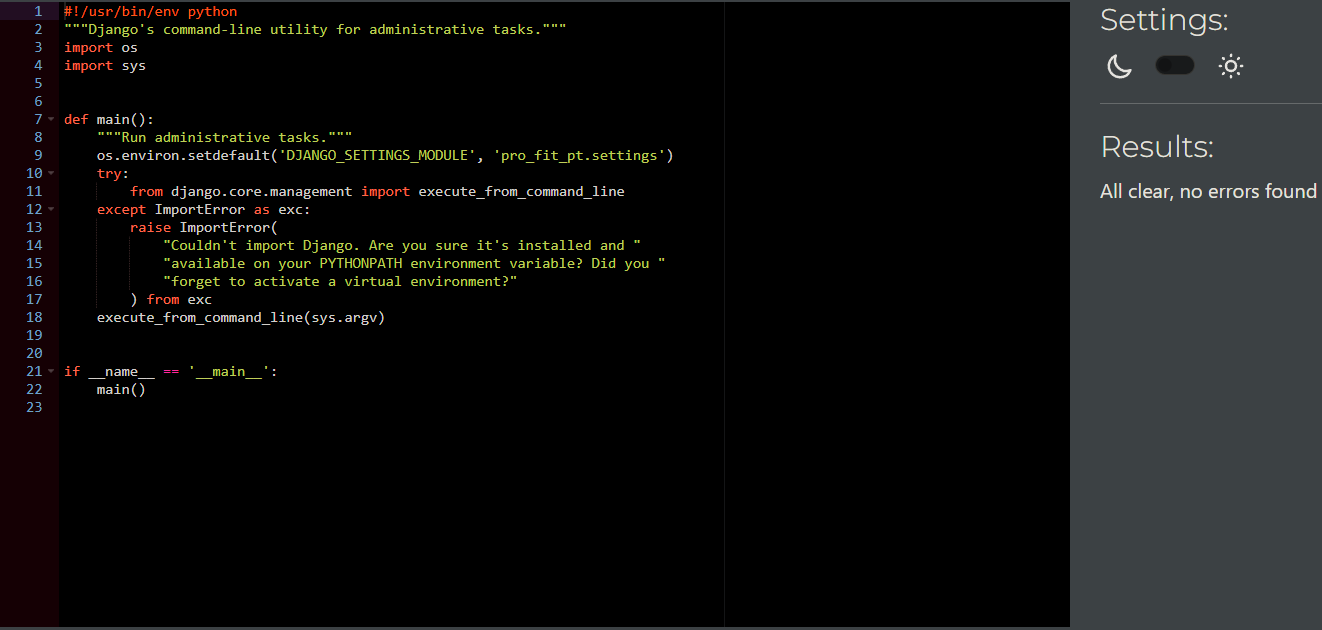 1 #!/usr/bin/env python
2 """Django's command-line utility for administrative tasks."""
3 import os
4 import sys
5
6
7 def main():
8     """Run administrative tasks."""
9     os.environ.setdefault('DJANGO_SETTINGS_MODULE', 'pro_fit_pt.settings')
10     try:
11         from django.core.management import execute_from_command_line
12     except ImportError as exc:
13         raise ImportError(
14             "Couldn't import Django. Are you sure it's installed and "
15             "available on your PYTHONPATH environment variable? Did you "
16             "forget to activate a virtual environment?"
17         ) from exc
18     execute_from_command_line(sys.argv)
19
20
21 if __name__ == '__main__':
22     main()
23
Settings:
Results:
All clear, no errors found